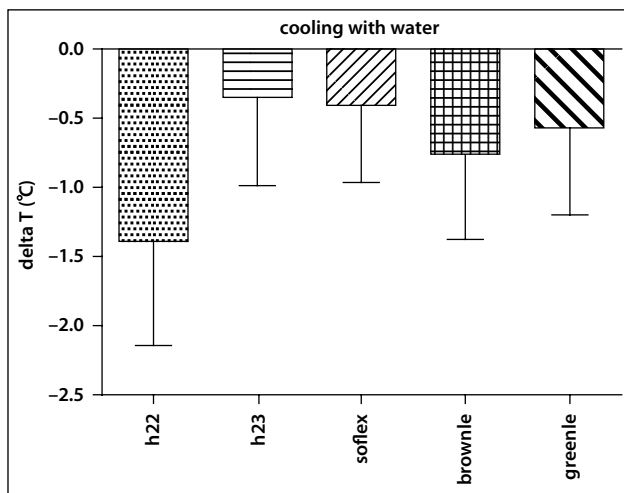 cooling with water
0.0
−0.5
−1.0
−1.5
−2.0
−2.5
delta T (℃)
h22
h23
soflex
brownle
greenle